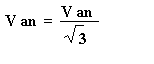 V an = V an / √3